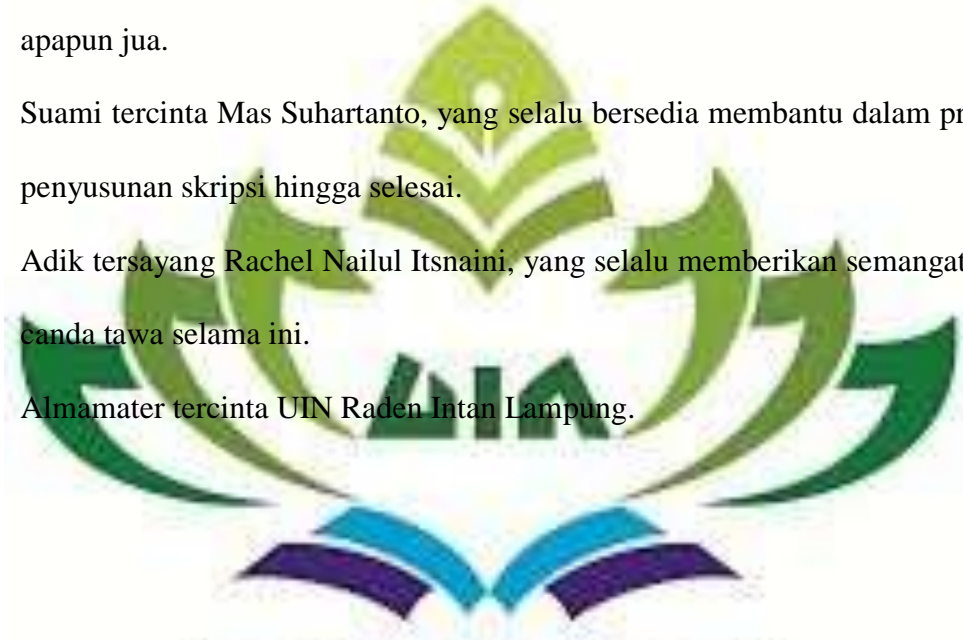 apapun jua.
Suami tercinta Mas Suhartanto, yang selalu bersedia membantu dalam
penyusunan skripsi hingga selesai.
Adik tersayang Rachel Nailul Itsnaini, yang selalu memberikan semangat
canda tawa selama ini.
Almamater tercinta UIN Raden Intan Lampung.
UIN